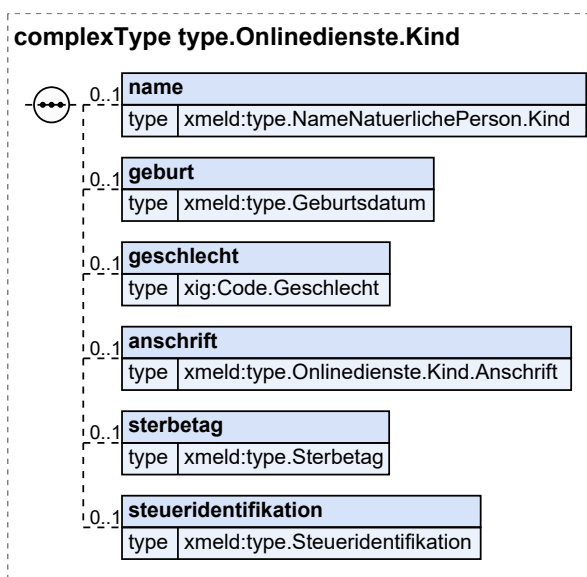 complexType type.Onlinedienste.Kind
0..1 name
type xmeld:type.NameNatuerlichePerson.Kind
0..1 geburt
type xmeld:type.Geburtsdatum
0..1 geschlecht
type xig:Code.Geschlecht
0..1 anschrift
type xmeld:type.Onlinedienste.Kind.Anschrift
0..1 sterbetag
type xmeld:type.Sterbetag
0..1 steueridentifikation
type xmeld:type.Steueridentifikation